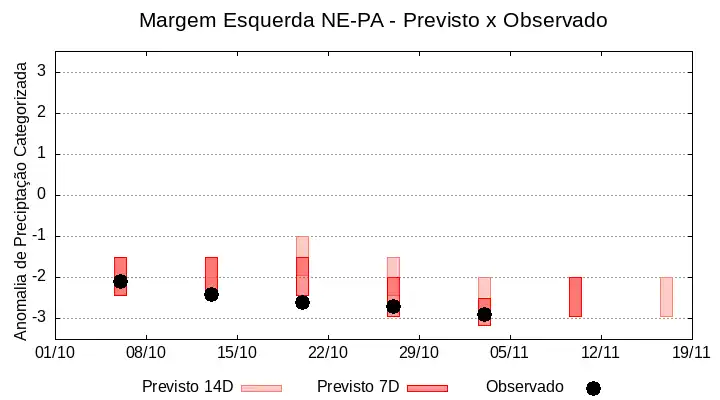 Margem Esquerda NE-PA - Previsto x Observado
Anomalia de Preciptação Categorizada
3
2
1
0
-1
-2
-3
01/10 08/10 15/10 22/10 29/10 05/11 12/11 19/11
Previsto 14D Previsto 7D Observado